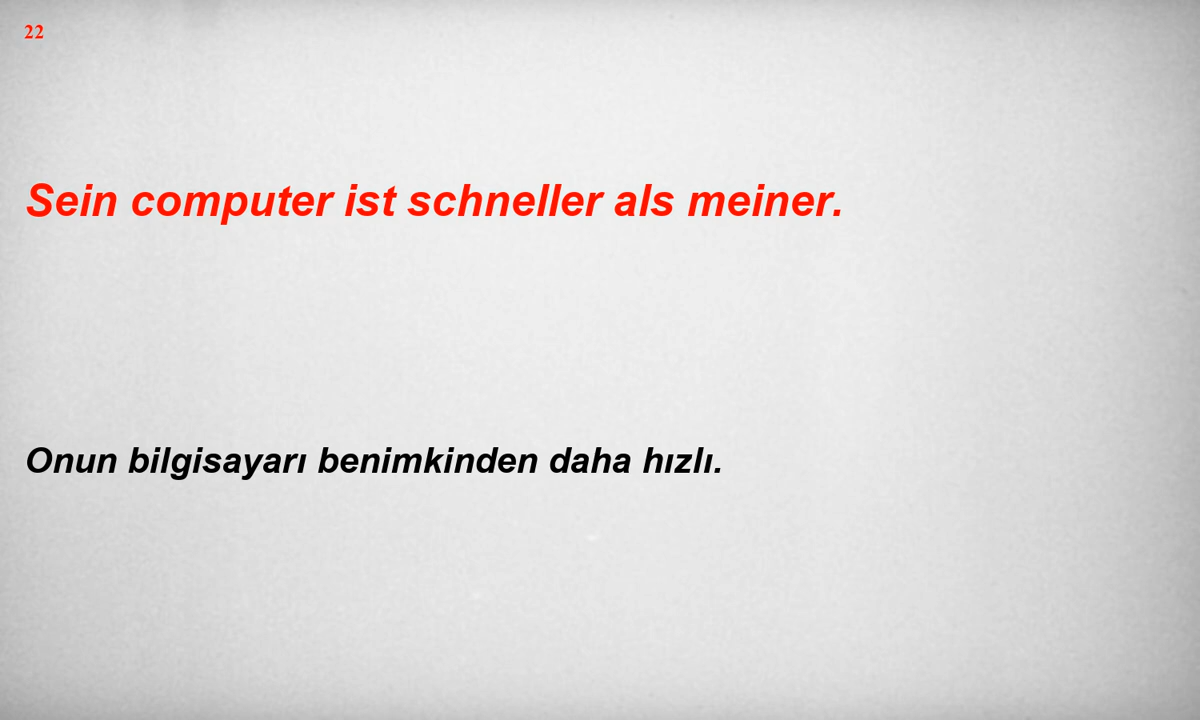 22
Sein computer ist schneller als meiner.
Onun bilgisayarı benimkinden daha hızlı.